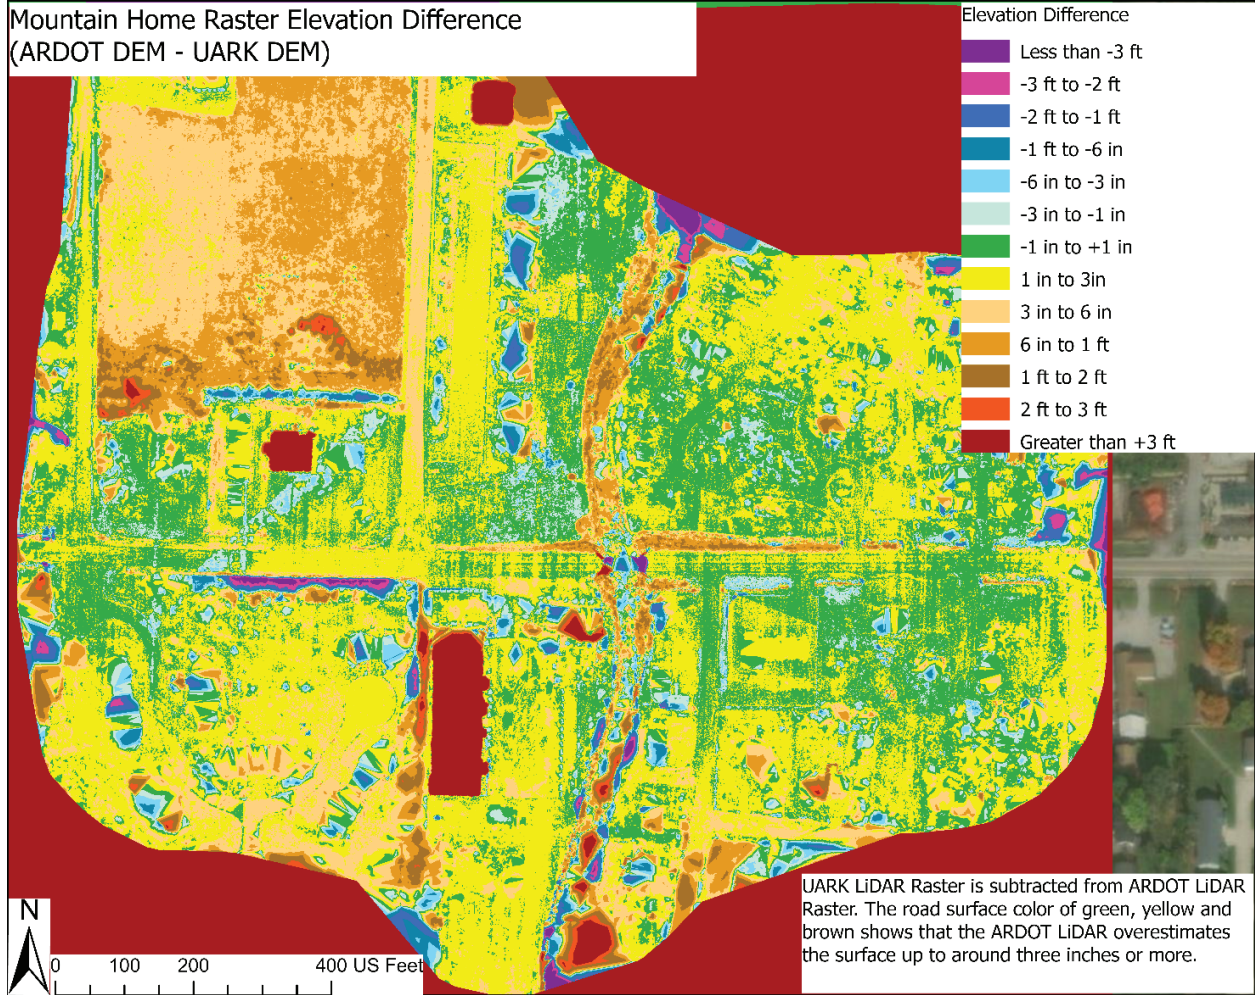 Mountain Home Raster Elevation Difference
(ARDOT DEM - UARK DEM)
Elevation Difference
Less than -3 ft
-3 ft to -2 ft
-2 ft to -1 ft
-1 ft to -6 in
-6 in to -3 in
-3 in to -1 in
-1 in to +1 in
1 in to 3in
3 in to 6 in
6 in to 1 ft
1 ft to 2 ft
2 ft to 3 ft
Greater than +3 ft
UARK LiDAR Raster is subtracted from ARDOT LiDAR
Raster. The road surface color of green, yellow and
brown shows that the ARDOT LiDAR overestimates
the surface up to around three inches or more.
N
0 100 200 400 US Feet